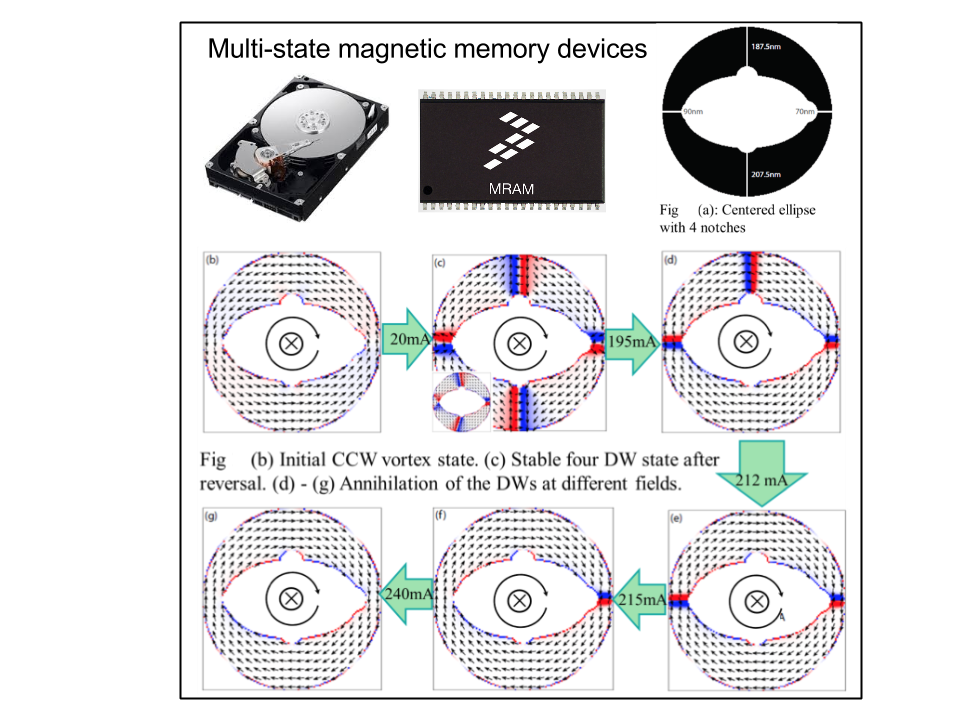 Multi-state magnetic memory devices
187.5nm
90nm
70nm
207.5nm
MRAM
Fig (a): Centered ellipse
with 4 notches
(b)
(c)
(d)
20mA
195mA
Fig (b) Initial CCW vortex state. (c) Stable four DW state after
reversal. (d) - (g) Annihilation of the DWs at different fields.
212 mA
(g)
(f)
(e)
240mA
215mA